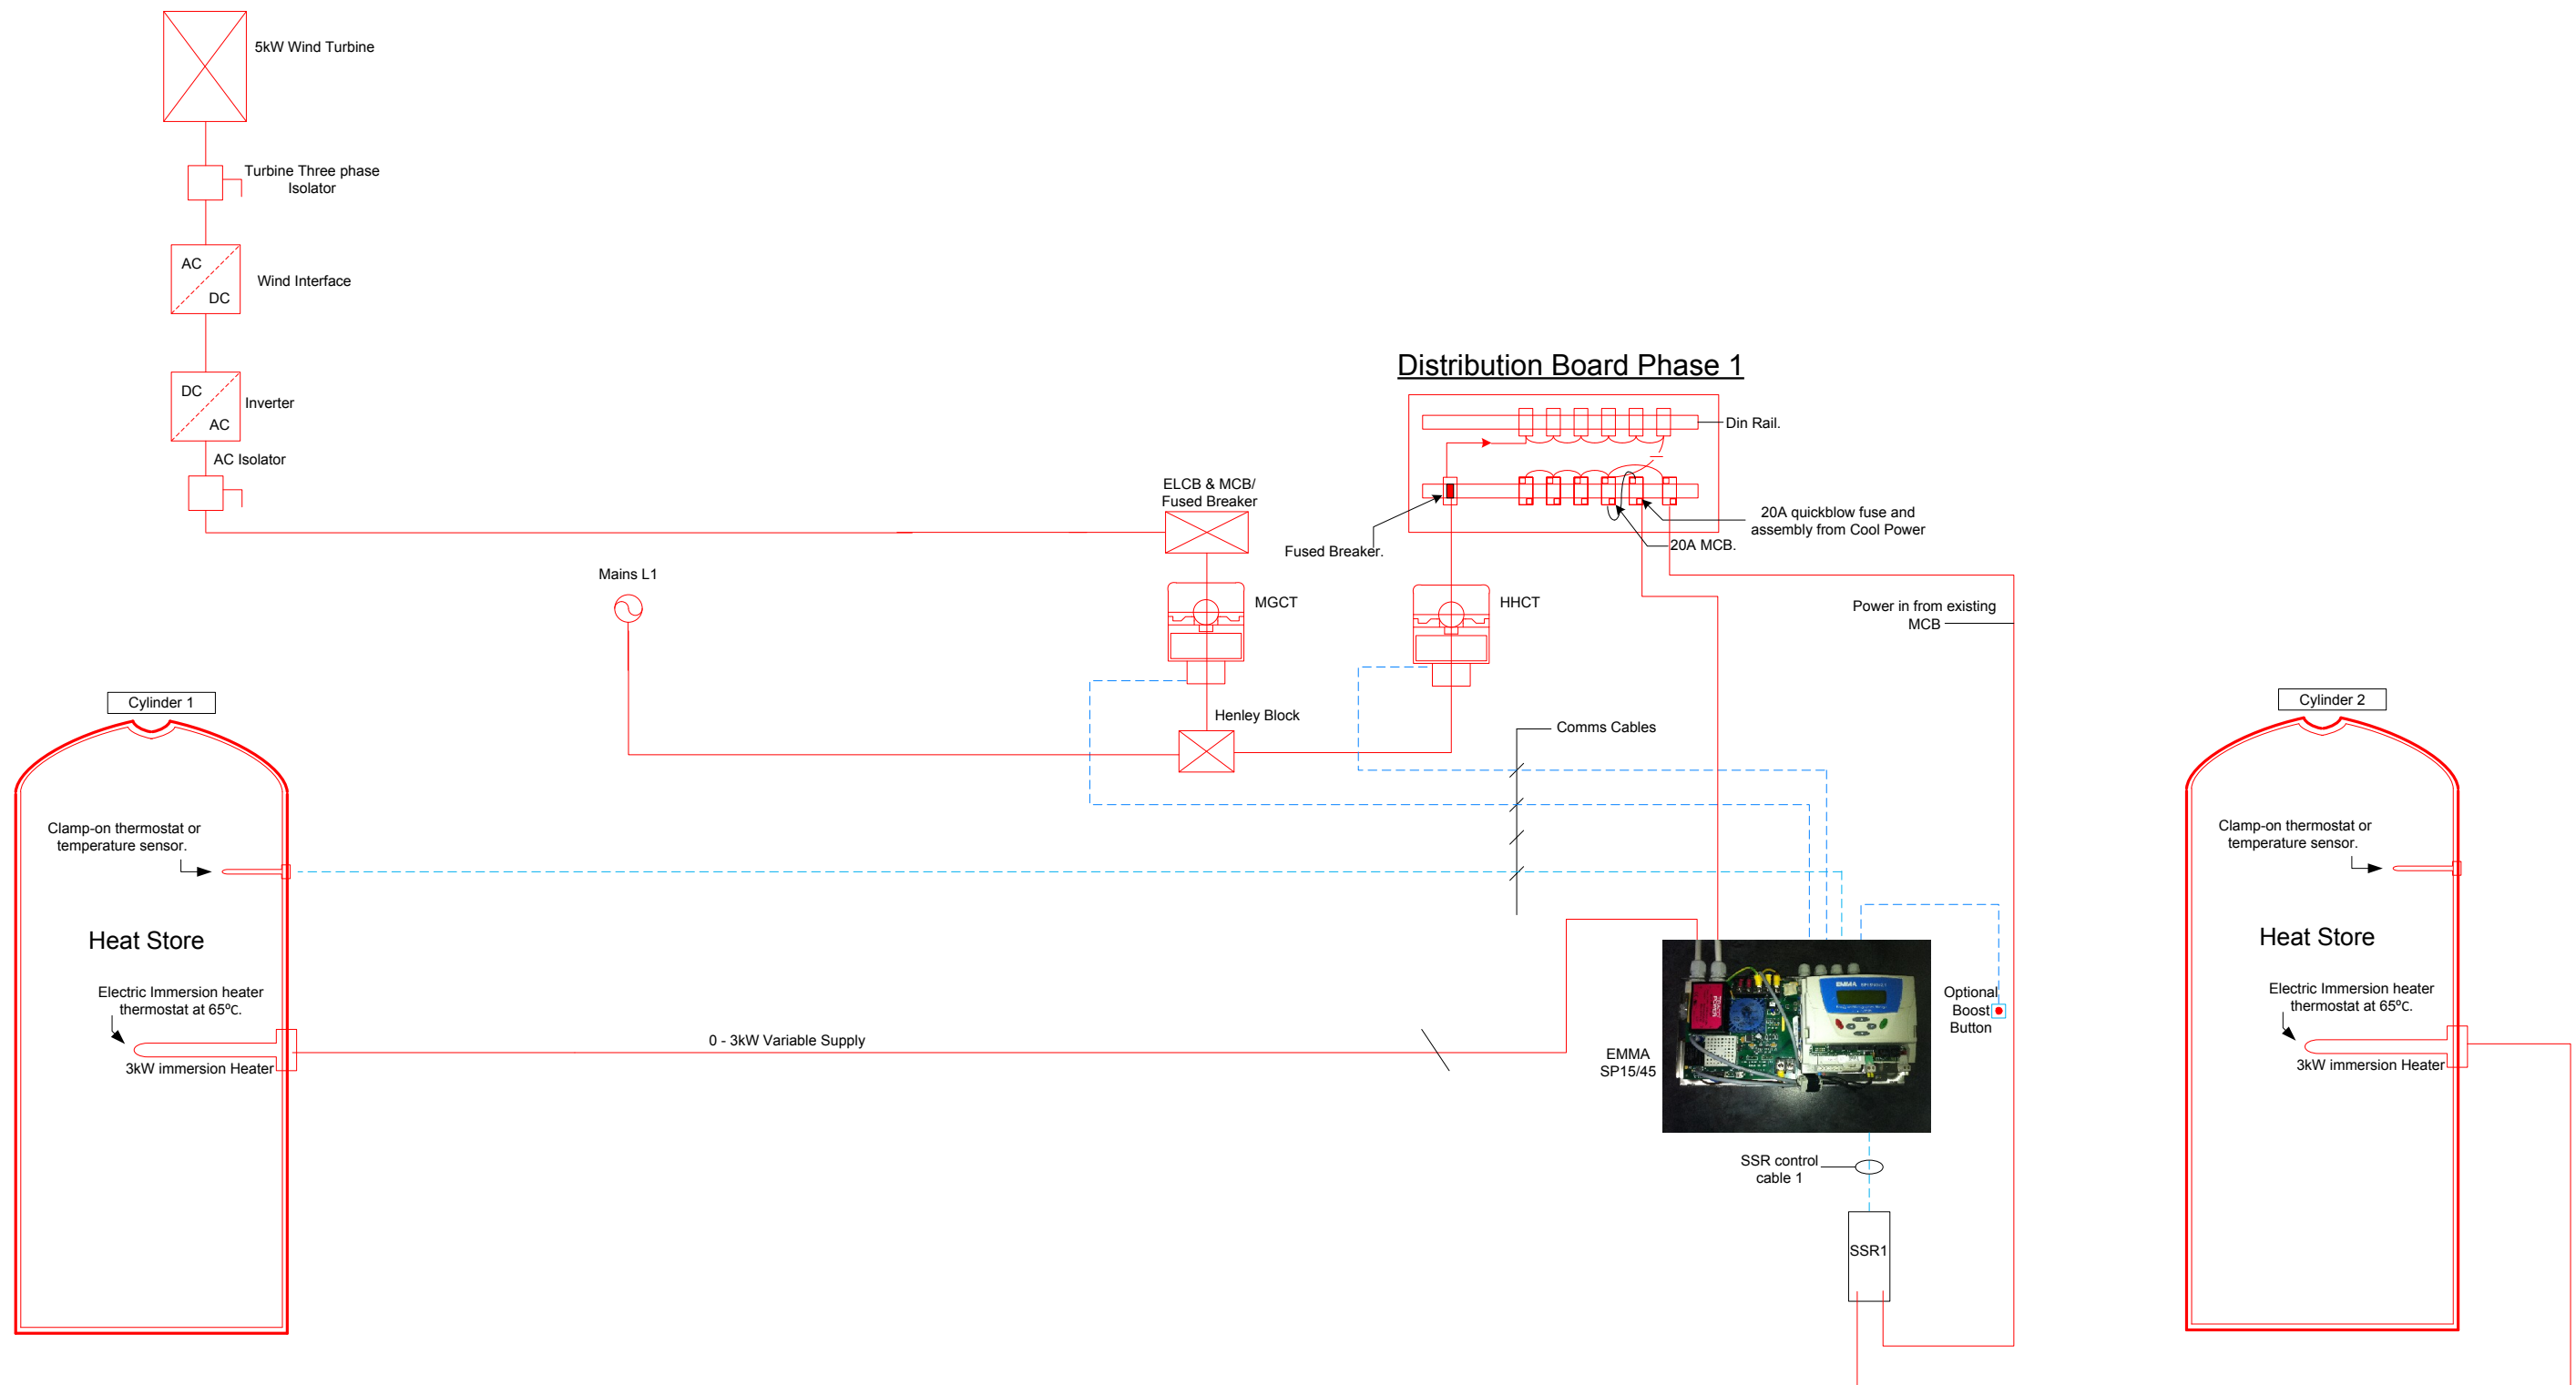 5kW Wind Turbine
Turbine Three phase
Isolator
AC
DC
Wind Interface
DC
AC
Inverter
AC Isolator
Distribution Board Phase 1
Din Rail.
ELCB & MCB/
Fused Breaker
20A quickblow fuse and
assembly from Cool Power
Fused Breaker.
20A MCB.
Mains L1
MGCT
HHCT
Power in from existing
MCB
Cylinder 1
Henley Block
Comms Cables
Cylinder 2
Clamp-on thermostat or
temperature sensor.
Clamp-on thermostat or
temperature sensor.
Heat Store
Heat Store
Electric Immersion heater
thermostat at 65ºC.
3kW immersion Heater
0 - 3kW Variable Supply
EMMA
EMMA
SP15/45
Optional
Boost
Button
Electric Immersion heater
thermostat at 65ºC.
3kW immersion Heater
SSR control
cable 1
SSR1